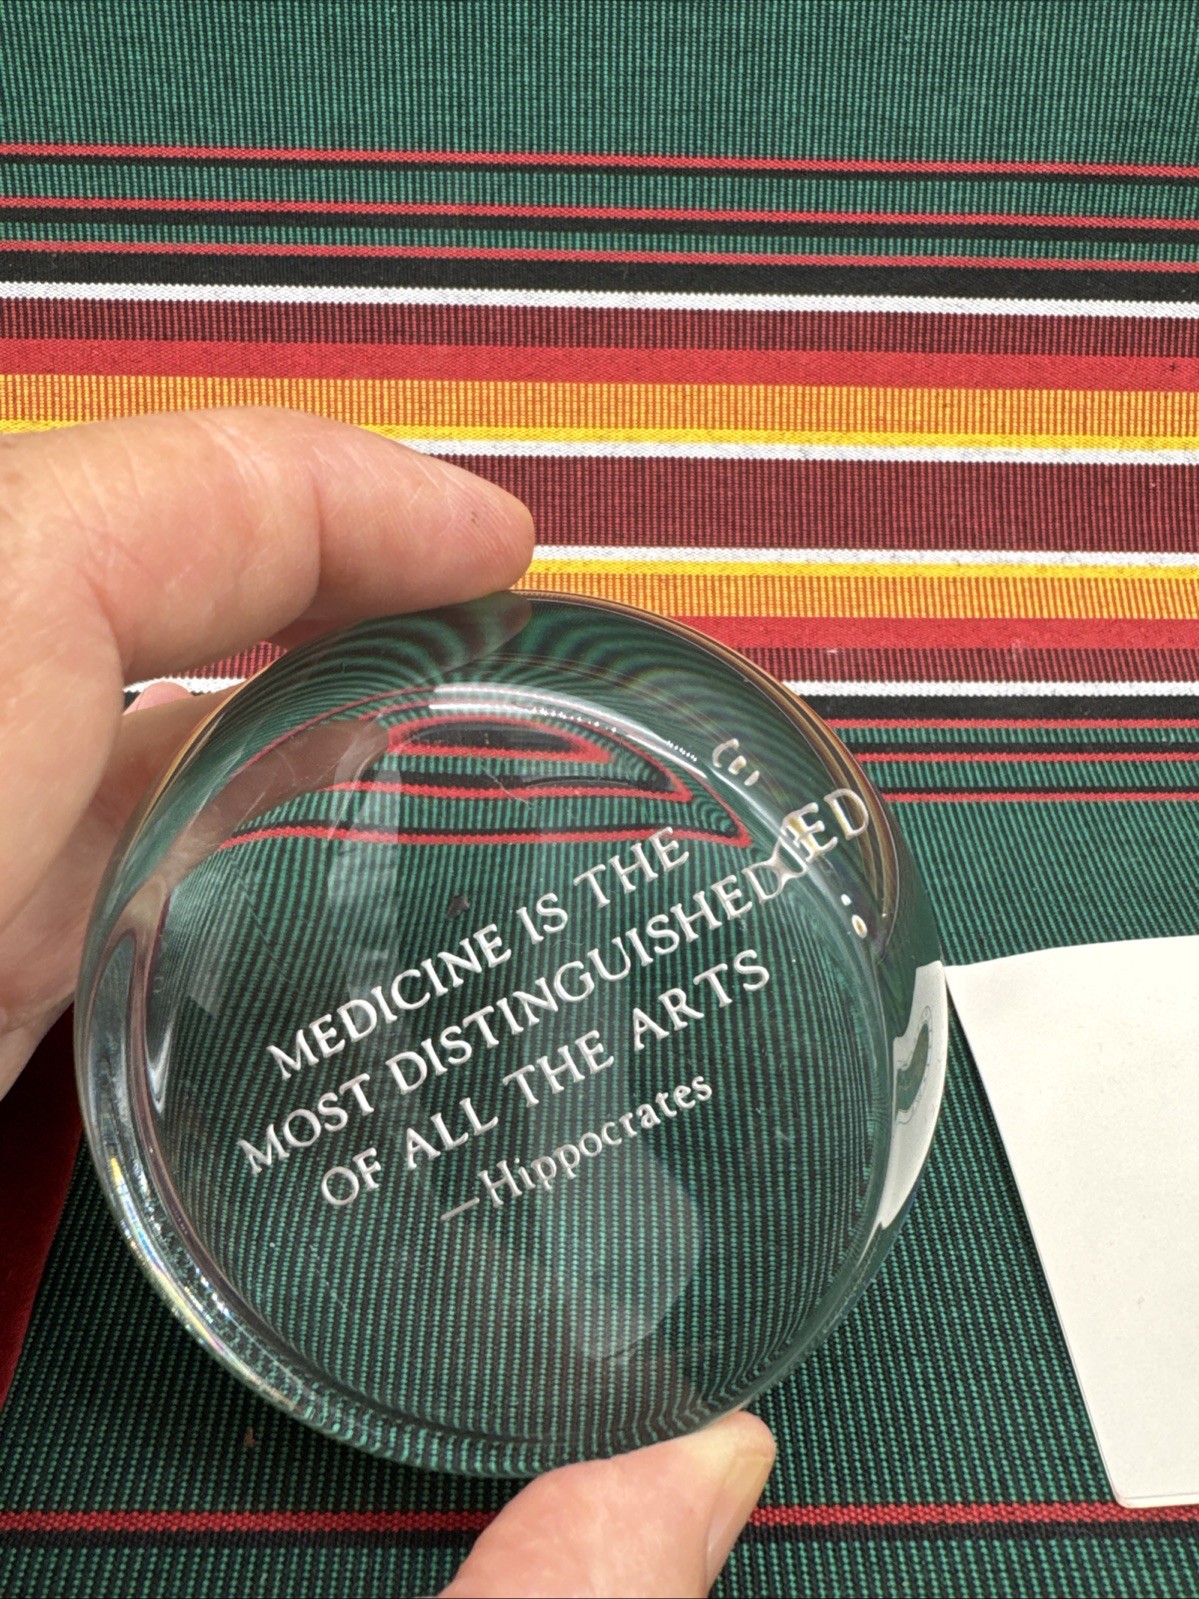 MEDICINE IS THE
MOST DISTINGUISHED
OF ALL THE ARTS
—Hippocrates